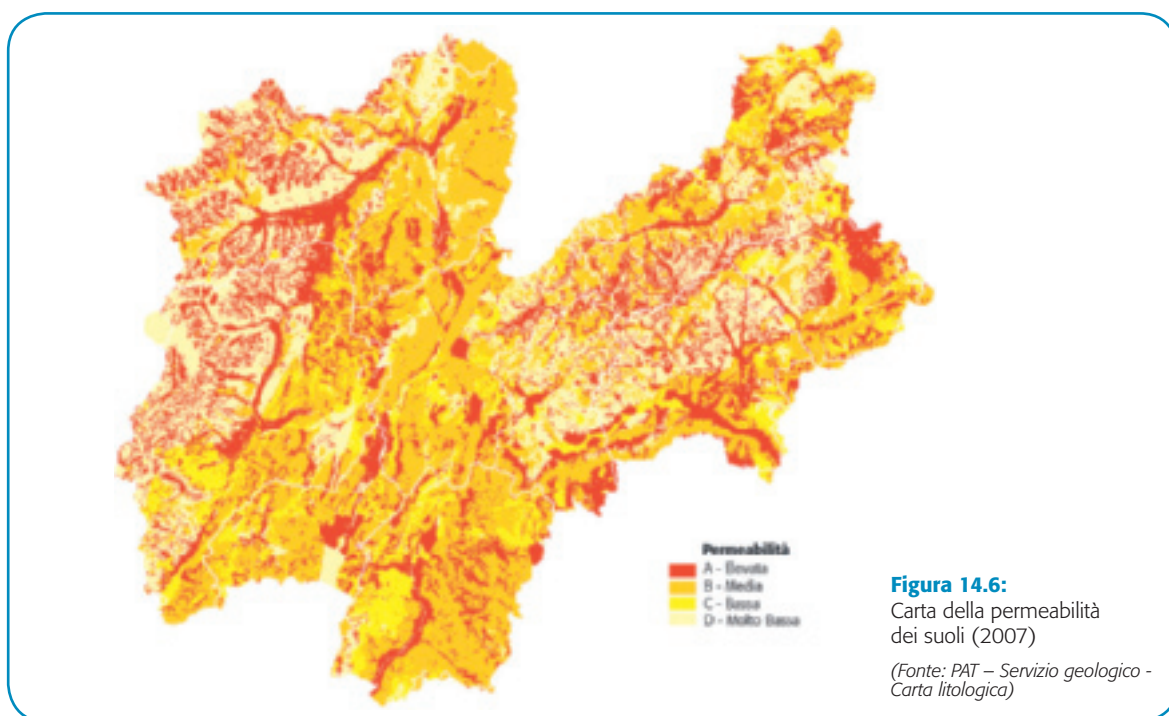 Permeabilità
A - Elevata
B - Media
C - Bassa
D - Molto Bassa
Figura 14.6:
Carta della permeabilità
dei suoli (2007)
(Fonte: PAT – Servizio geologico -
Carta litologica)